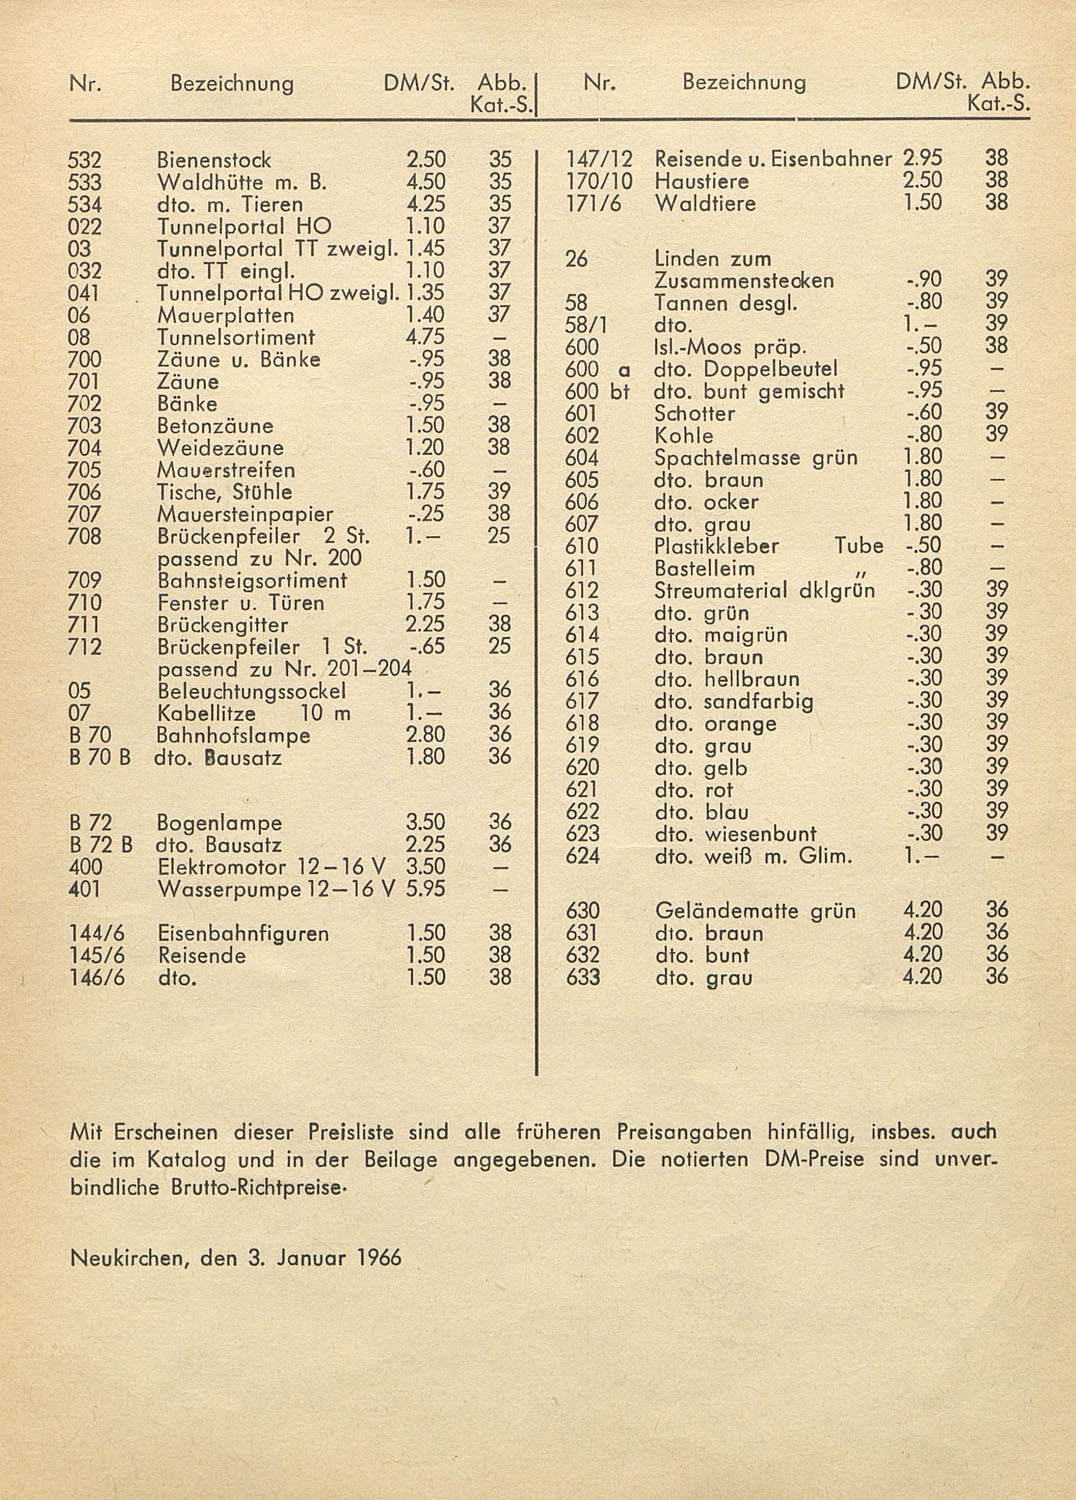 Nr. Bezeichnung DM/St. Abb. Kat.-S.
532 Bienenstock 2.50 35
533 Waldhütte m. B. 4.50 35
534 dto. m. Tieren 4.25 35
022 Tunnelportal HO 1.10 37
03 Tunnelportal TT zweigl. 1.45 37
032 dto. TT eingl. 1.10 37
041 Tunnelportal HO zweigl. 1.35 37
06 Mauerplatten 1.40 37
08 Tunnelsortiment 4.75 –
700 Zäune u. Bänke -.95 38
701 Zäune -.95 38
702 Bänke -.95 –
703 Betonzäune 1.50 38
704 Weidezäune 1.20 38
705 Mauerstreifen -.60 –
706 Tische, Stühle 1.75 39
707 Mauersteinpapier -.25 38
708 Brückenpfeiler 2 St. 1.– 25
passend zu Nr. 200
709 Bahnsteigsortiment 1.50 –
710 Fenster u. Türen 1.75 –
711 Brückengitter 2.25 38
712 Brückenpfeiler 1 St. -.65 25
passend zu Nr. 201–204
05 Beleuchtungssockel 1.– 36
07 Kabellitze 10 m 1.– 36
B 70 Bahnhofslampe 2.80 36
B 70 B dto. Bausatz 1.80 36
B 72 Bogenlampe 3.50 36
B 72 B dto. Bausatz 2.25 36
400 Elektromotor 12–16 V 3.50 –
401 Wasserpumpe 12–16 V 5.95 –
144/6 Eisenbahnfiguren 1.50 38
145/6 Reisende 1.50 38
146/6 dto. 1.50 38
Nr. Bezeichnung DM/St. Abb. Kat.-S.
147/12 Reisende u. Eisenbahner 2.95 38
170/10 Haustiere 2.50 38
171/6 Waldtiere 1.50 38
26 Linden zum
Zusammenstecken -.90 39
58 Tannen desgl. -.80 39
58/1 dto. 1.– 39
600 Isl.-Moos präp. -.50 38
600 a dto. Doppelbeutel -.95 –
600 bt dto. bunt gemischt -.95 –
601 Schotter -.60 39
602 Kohle -.80 39
604 Spachtelmasse grün 1.80 –
605 dto. braun 1.80 –
606 dto. ocker 1.80 –
607 dto. grau 1.80 –
610 Plastikkleber Tube -.50 –
611 Bastelleim „ -.80 –
612 Streumaterial dklgrün -.30 39
613 dto. grün -30 39
614 dto. maigrün -.30 39
615 dto. braun -.30 39
616 dto. hellbraun -.30 39
617 dto. sandfarbig -.30 39
618 dto. orange -.30 39
619 dto. grau -.30 39
620 dto. gelb -.30 39
621 dto. rot -.30 39
622 dto. blau -.30 39
623 dto. wiesenbunt -.30 39
624 dto. weiß m. Glim. 1.– –
630 Geländematte grün 4.20 36
631 dto. braun 4.20 36
632 dto. bunt 4.20 36
633 dto. grau 4.20 36
Mit Erscheinen dieser Preisliste sind alle früheren Preisangaben hinfällig, insbes. auch
die im Katalog und in der Beilage angegebenen. Die notierten DM-Preise sind unver-
bindliche Brutto-Richtpreise.
Neukirchen, den 3. Januar 1966